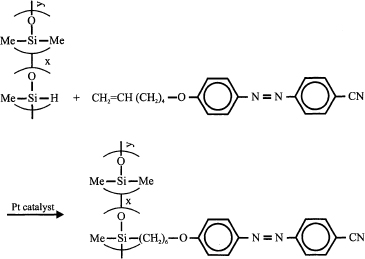 y
O
Me Si Me
x
O
Me—Si—H + CH₂=CH (CH₂)₄—O N=N CN
y
O
Me—Si—Me
Pt catalyst
x
O
Me—Si—(CH₂)₆—O N=N CN